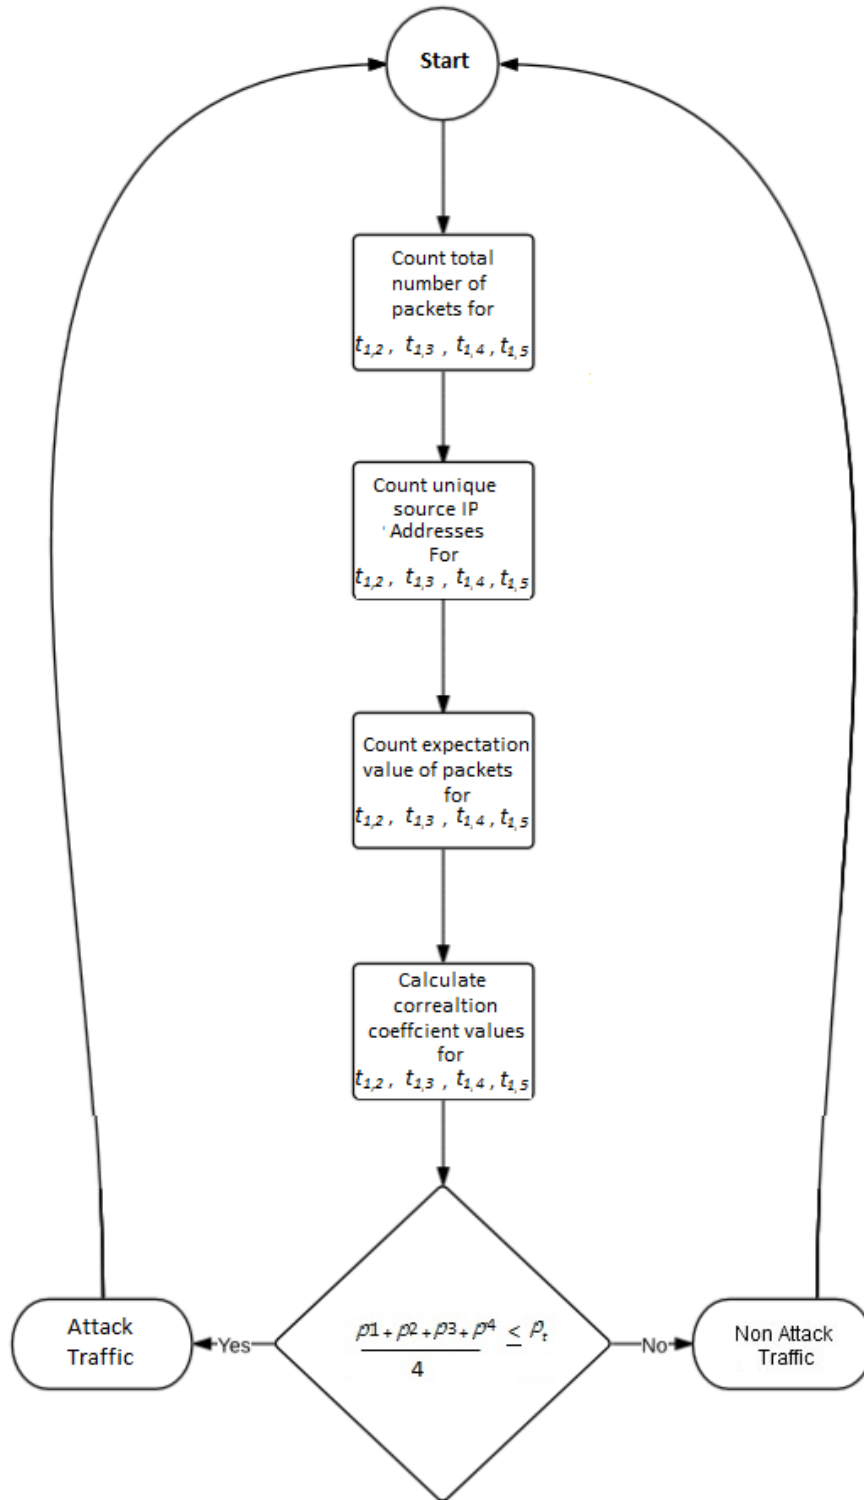 Start
Count total
number of
packets for
t1,2 , t1,3 , t1,4 , t1,5
Count unique
source IP
Addresses
For
t1,2 , t1,3 , t1,4 , t1,5
Count expectation
value of packets
for
t1,2 , t1,3 , t1,4 , t1,5
Calculate
correaltion
coeffcient values
for
t1,2 , t1,3 , t1,4 , t1,5
Attack
Traffic
Yes
ρ1 + ρ2 + ρ3 + ρ4 ≤ ρt
4
No
Non Attack
Traffic